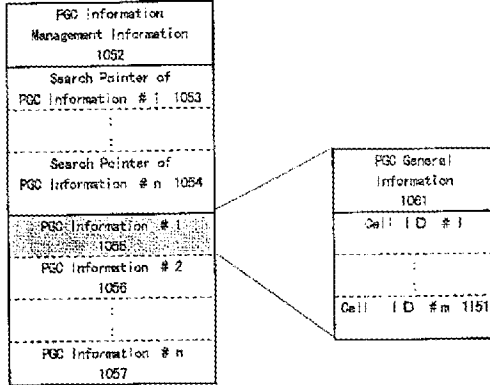 PGC Information
Management Information
1052
Search Pointer of
PGC Information # 1 1053
:
:
Search Pointer of
PGC Information # n 1054
PGC Information # 1
1055
PGC Information # 2
1056
:
:
PGC Information # n
1057
PGC General
Information
1061
Cell ID # 1
:
:
Cell ID #m 1151